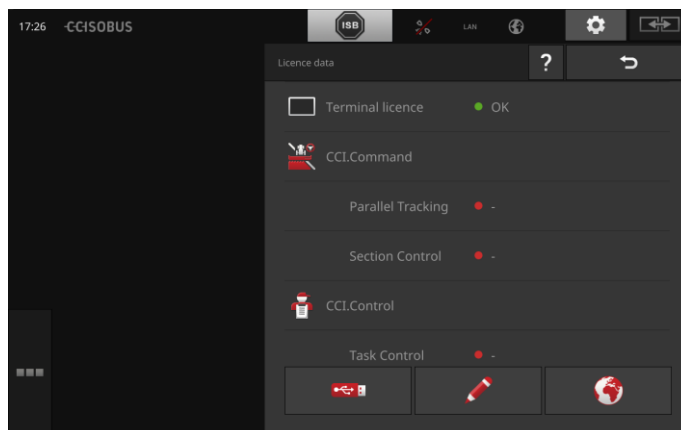 17:26 CCISOBUS ISB LAN
Licence data ?
Terminal licence OK
CCI.Command
Parallel Tracking -
Section Control -
CCI.Control
Task Control -